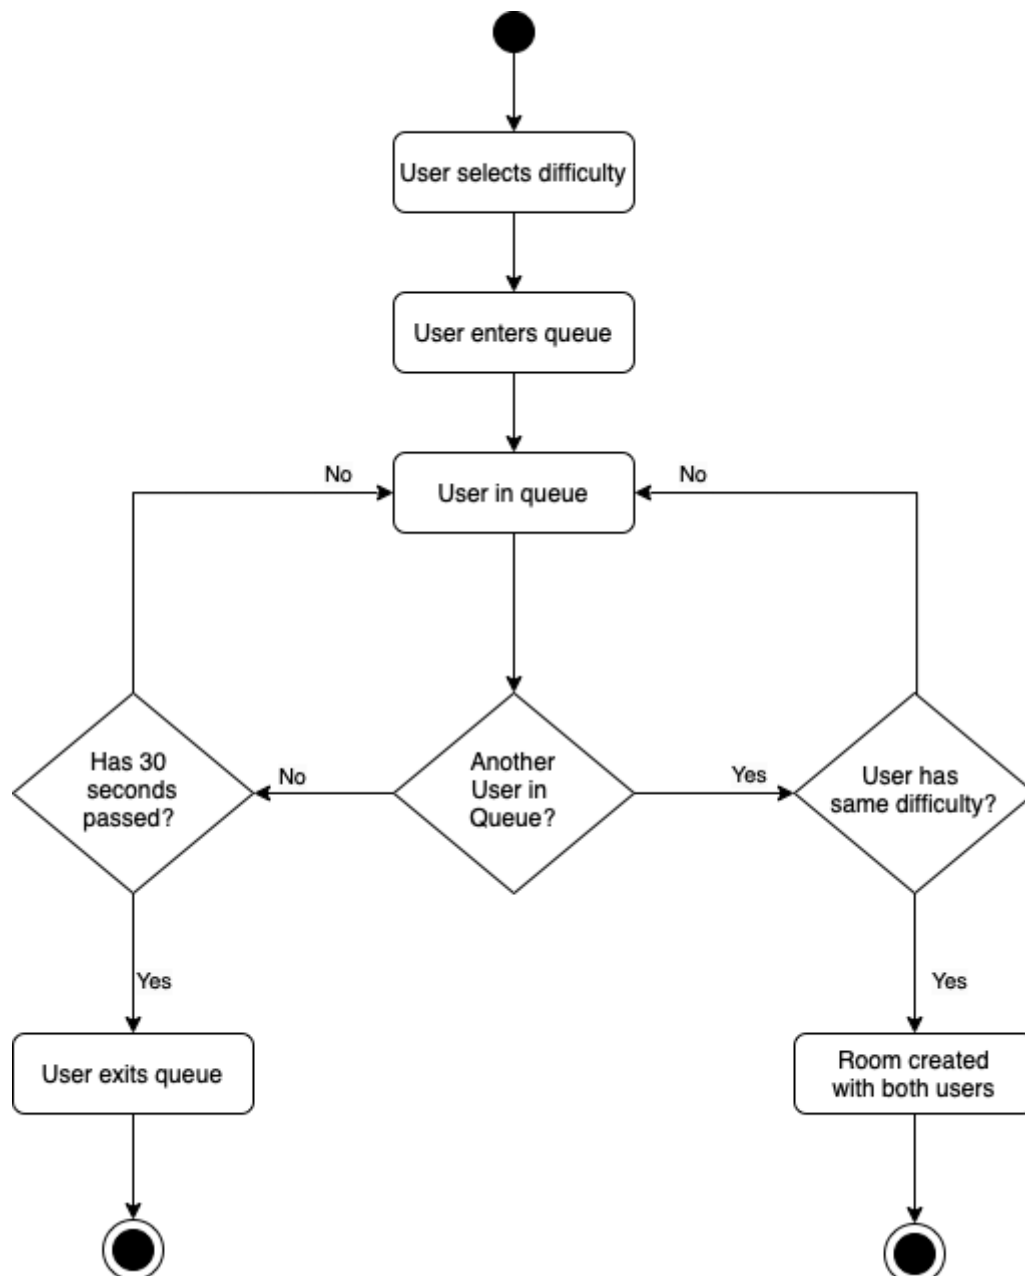 User selects difficulty
User enters queue
No
No
User in queue
Has 30
seconds
passed?
No
Another
User in
Queue?
Yes
User has
same difficulty?
Yes
Yes
User exits queue
Room created
with both users